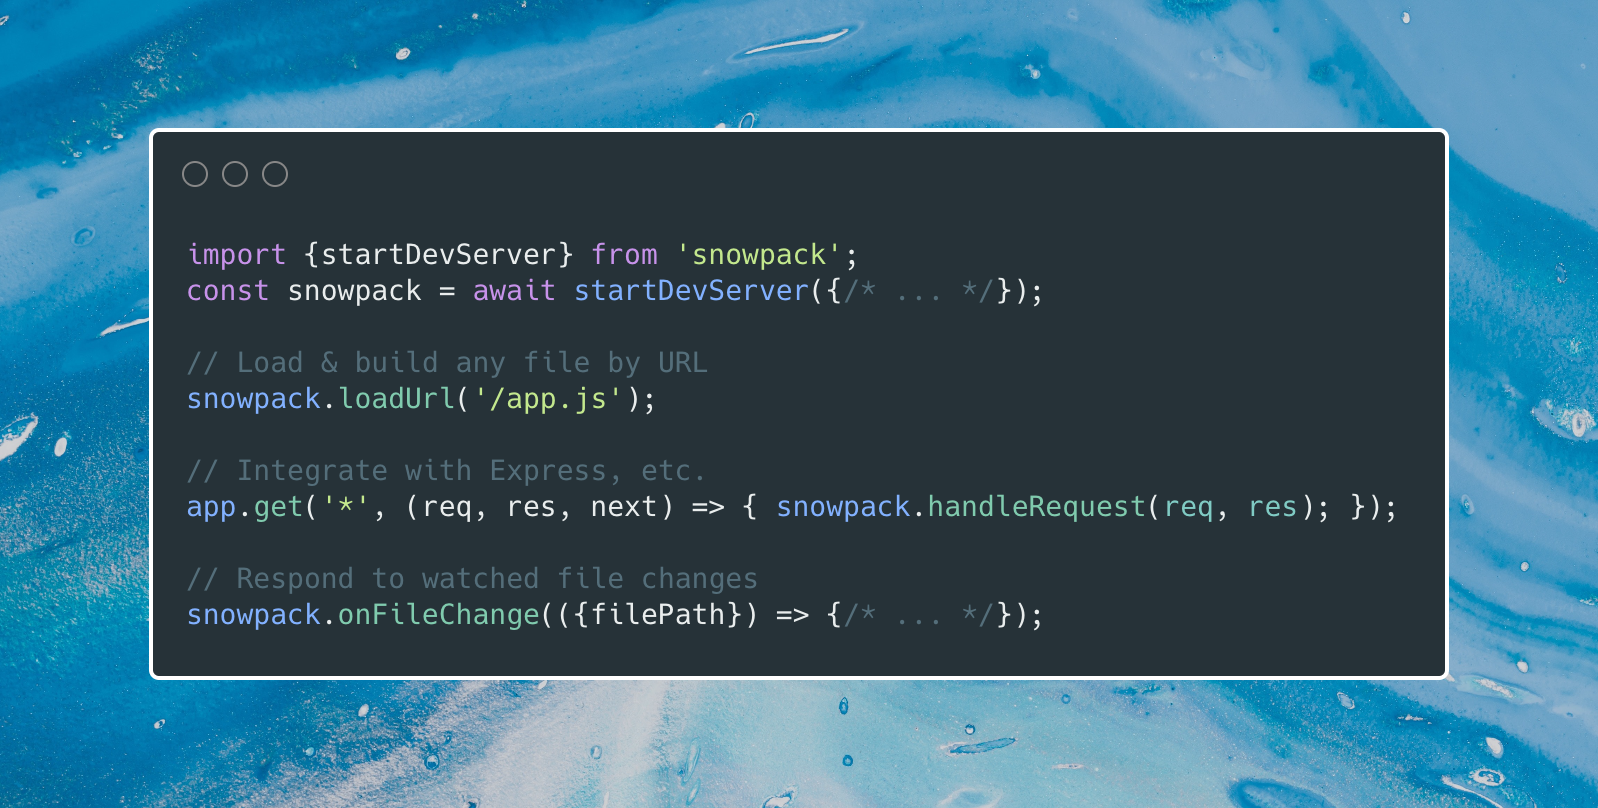 import {startDevServer} from 'snowpack';
const snowpack = await startDevServer({/* ... */});
// Load & build any file by URL
snowpack.loadUrl('/app.js');
// Integrate with Express, etc.
app.get('*', (req, res, next) => { snowpack.handleRequest(req, res); });
// Respond to watched file changes
snowpack.onFileChange(({filePath}) => {/* ... */});